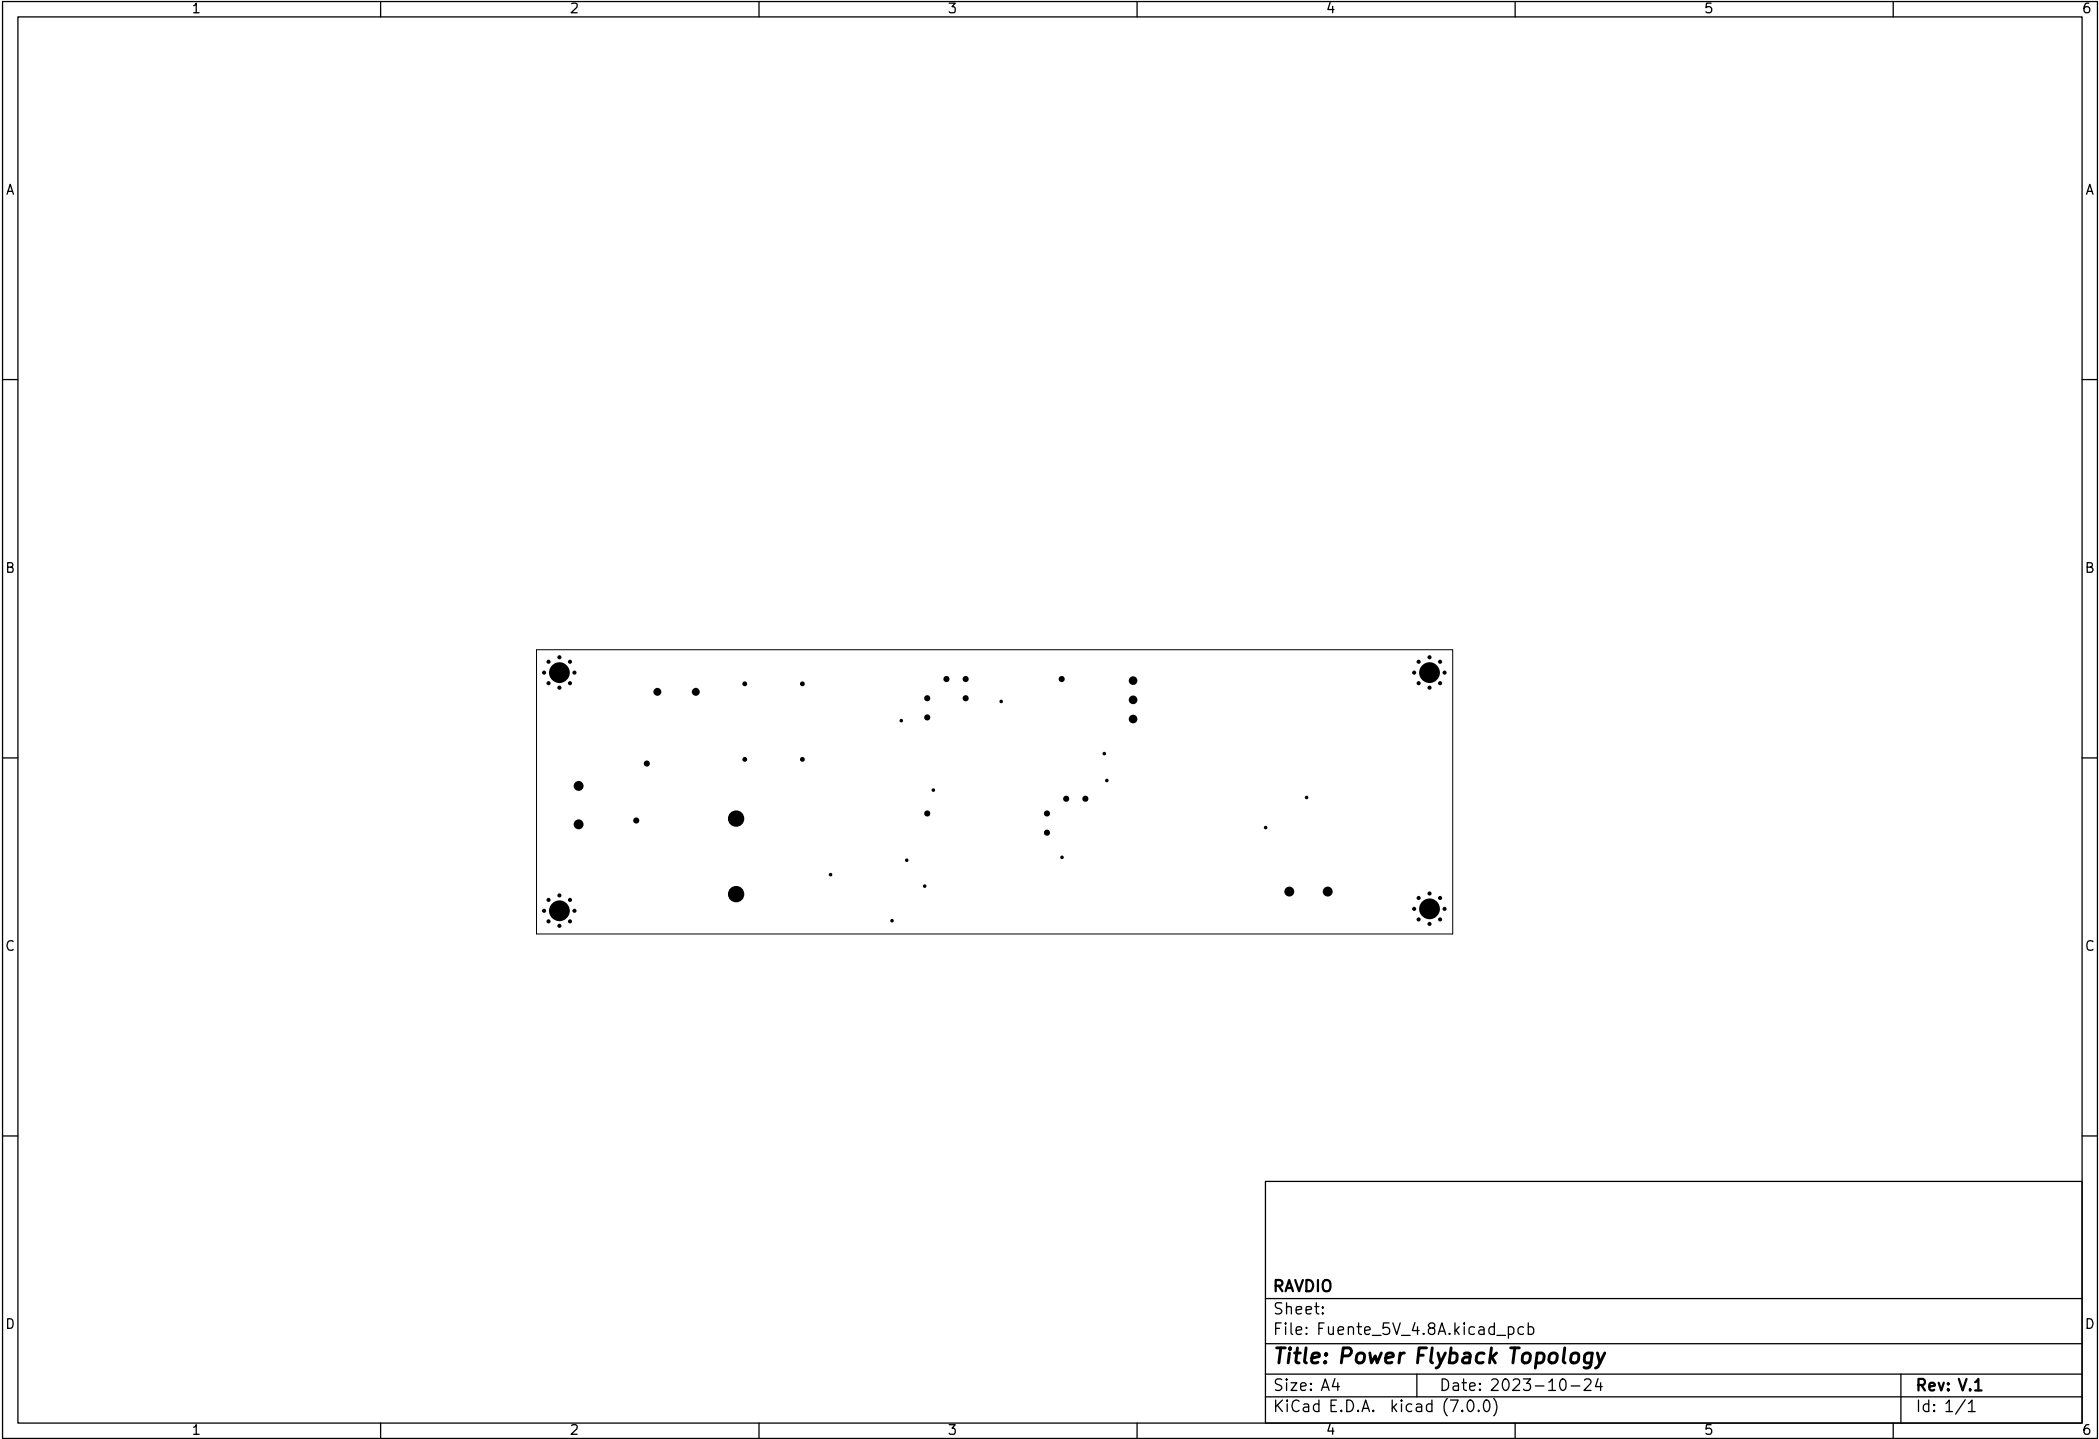 1 2 3 4 5 6
A A
B B
C C
RAVDIO
Sheet:
File: Fuente_5V_4.8A.kicad_pcb
D D
Title: Power Flyback Topology
Size: A4 Date: 2023-10-24 Rev: V.1
KiCad E.D.A. kicad (7.0.0) Id: 1/1
1 2 3 4 5 6